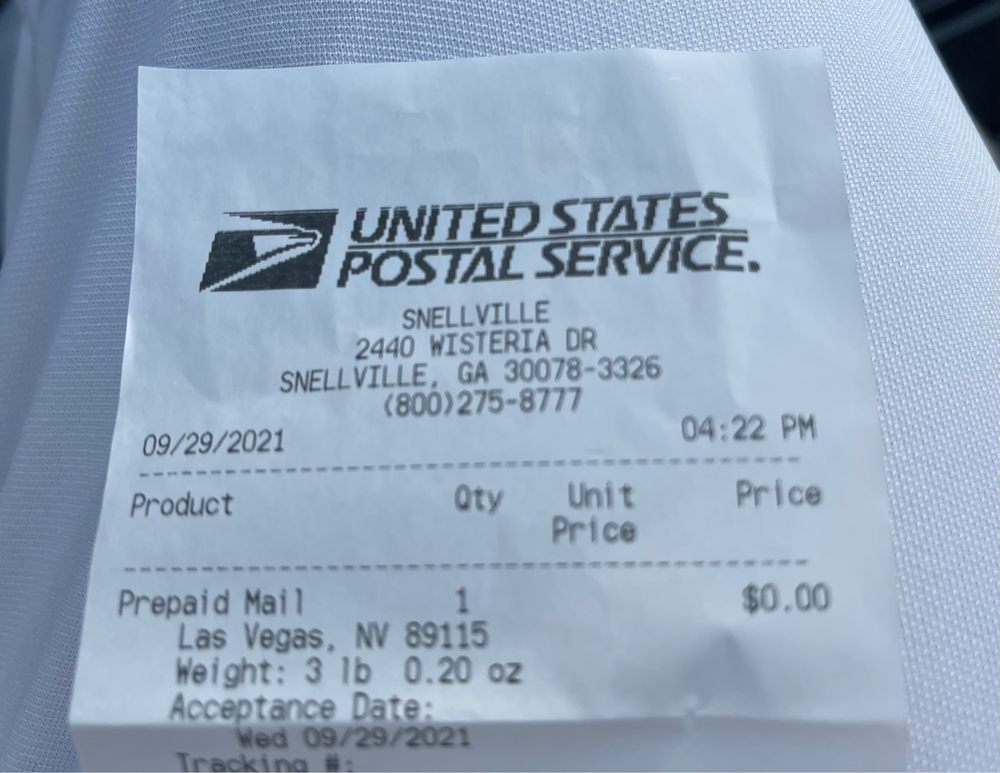 UNITED STATES
POSTAL SERVICE.
SNELLVILLE
2440 WISTERIA DR
SNELLVILLE, GA 30078-3326
(800)275-8777
09/29/2021 04:22 PM
Product Qty Unit Price
Price
Prepaid Mail 1 $0.00
Las Vegas, NV 89115
Weight: 3 lb 0.20 oz
Acceptance Date:
Wed 09/29/2021
Tracking #: